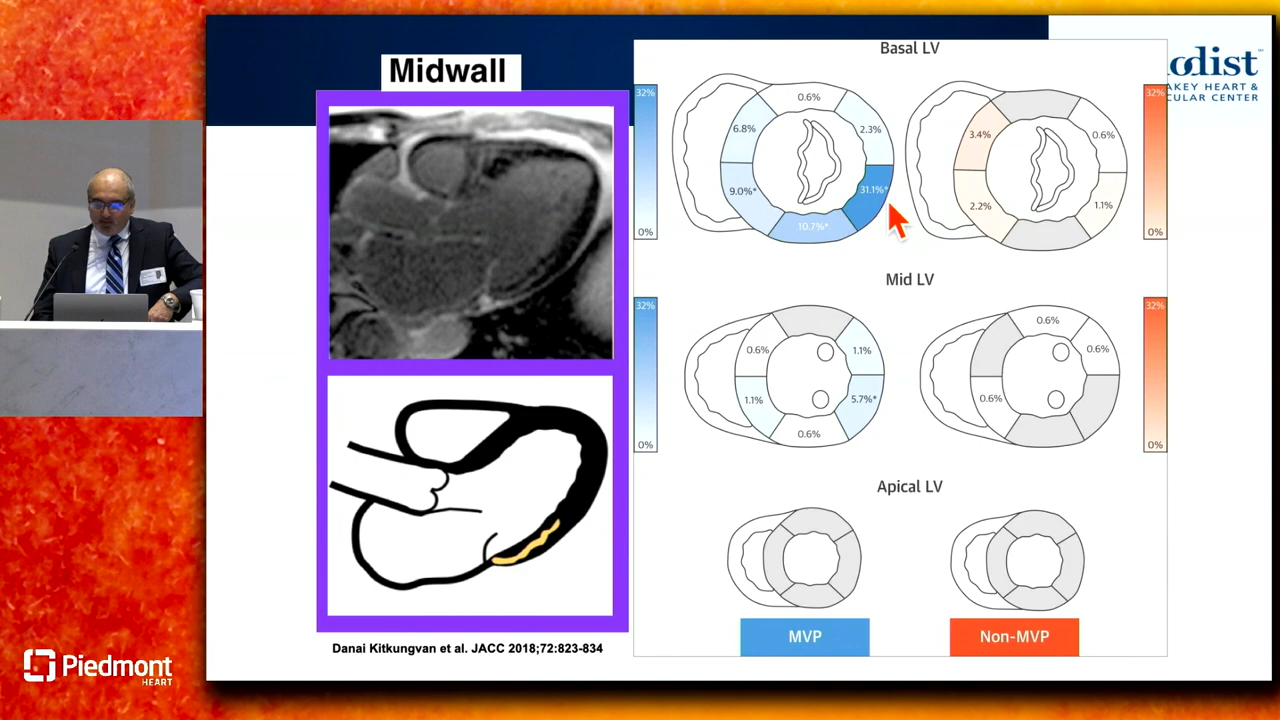 Midwall
Basal LV
odist
AKEY HEART &
CULAR CENTER
32%
0.6%
6.8%
2.3%
9.0%*
31.1%*
10.7%*
0%
3.4%
0.6%
2.2%
1.1%
32%
0%
Mid LV
32%
0.6%
1.1%
1.1%
5.7%*
0.6%
0%
0.6%
0.6%
0.6%
32%
0%
Apical LV
MVP
Non-MVP
Danai Kitkungvan et al. JACC 2018;72:823-834
Piedmont
HEART